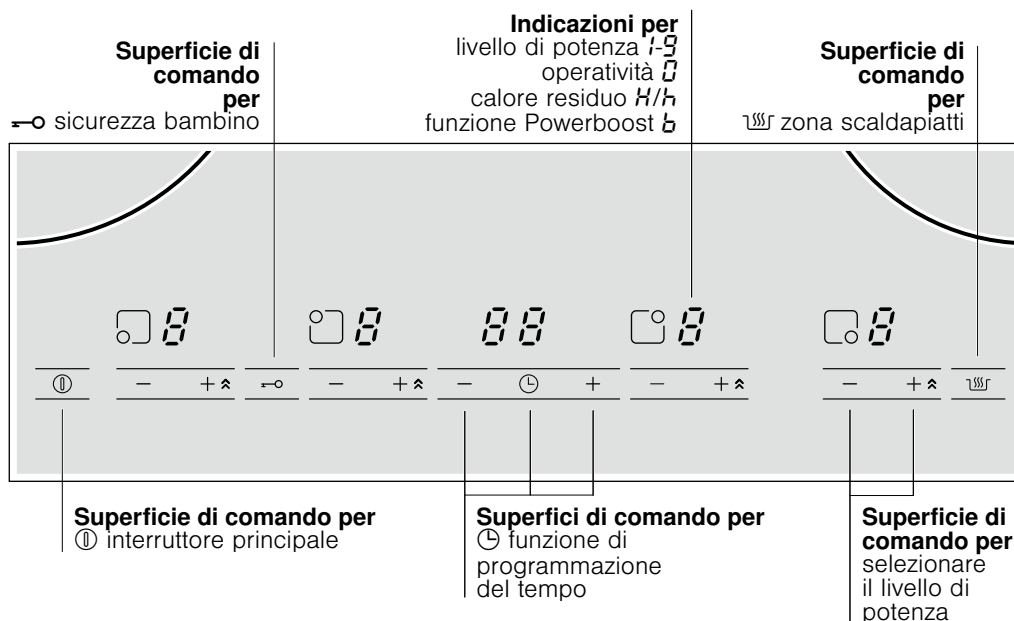 Superficie di
comando
per
sicurezza bambino
Indicazioni per
livello di potenza 1-9
operatività 0
calore residuo H/h
funzione Powerboost b
Superficie di
comando
per
zona scaldapiatti
8 8 88 8 8
− + − + − + − + − +
Superficie di comando per
interruttore principale
Superfici di comando per
funzione di
programmazione
del tempo
Superficie di
comando per
selezionare
il livello di
potenza